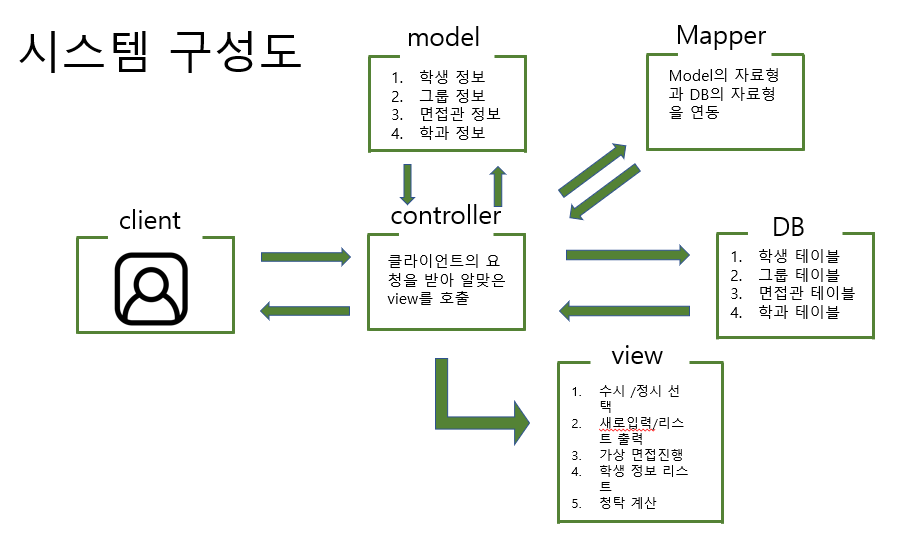 시스템 구성도
model
1. 학생 정보
2. 그룹 정보
3. 면접관 정보
4. 학과 정보
Mapper
Model의 자료형
과 DB의 자료형
을 연동
client
controller
클라이언트의 요
청을 받아 알맞은
view를 호출
DB
1. 학생 테이블
2. 그룹 테이블
3. 면접관 테이블
4. 학과 테이블
view
1. 수시 /정시 선
택
2. 새로입력/리스
트 출력
3. 가상 면접진행
4. 학생 정보 리스
트
5. 청탁 계산